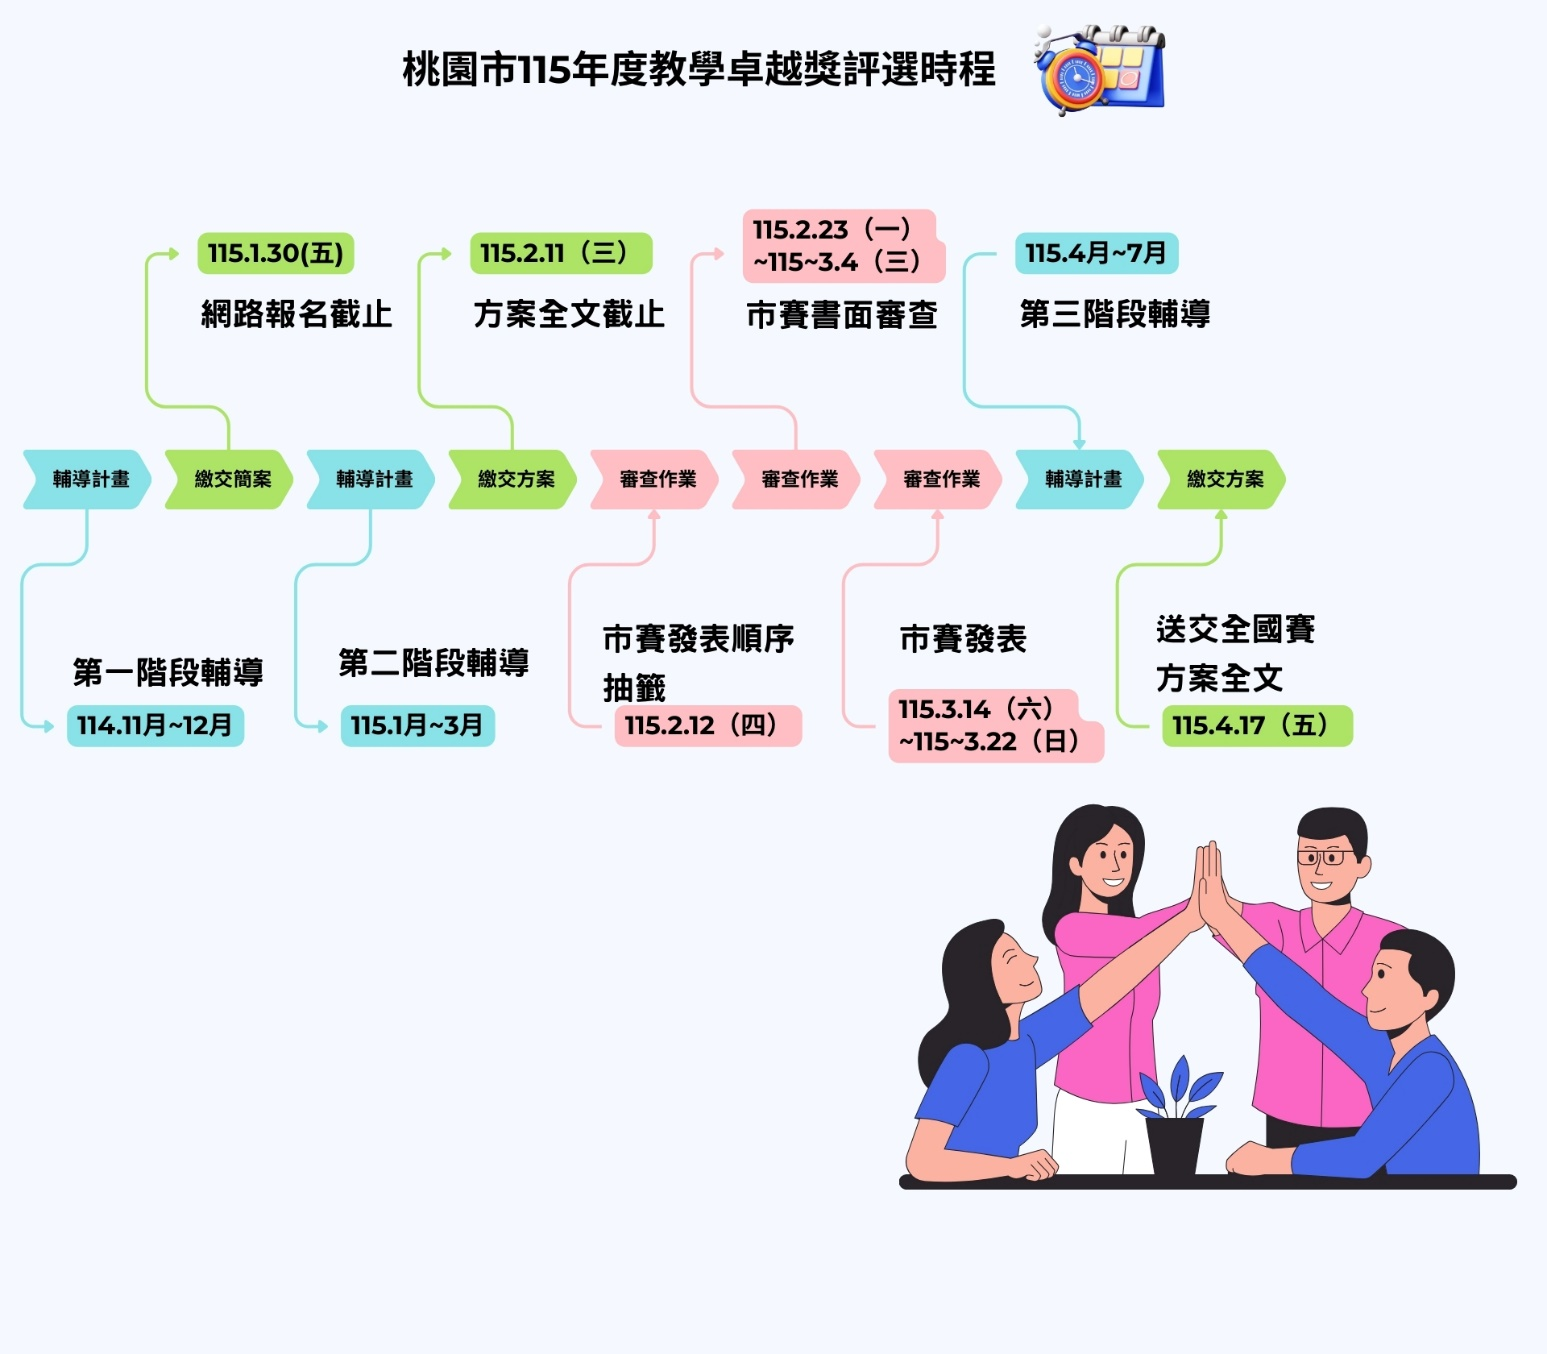 桃園市115年度教學卓越獎評選時程
115.1.30(五)
網路報名截止
115.2.11（三）
方案全文截止
115.2.23（一）
~115~3.4（三）
市賽書面審查
115.4月~7月
第三階段輔導
輔導計畫
繳交簡案
輔導計畫
繳交方案
審查作業
審查作業
審查作業
輔導計畫
繳交方案
第一階段輔導
114.11月~12月
第二階段輔導
115.1月~3月
市賽發表順序
抽籤
115.2.12（四）
市賽發表
115.3.14（六）
~115~3.22（日）
送交全國賽
方案全文
115.4.17（五）